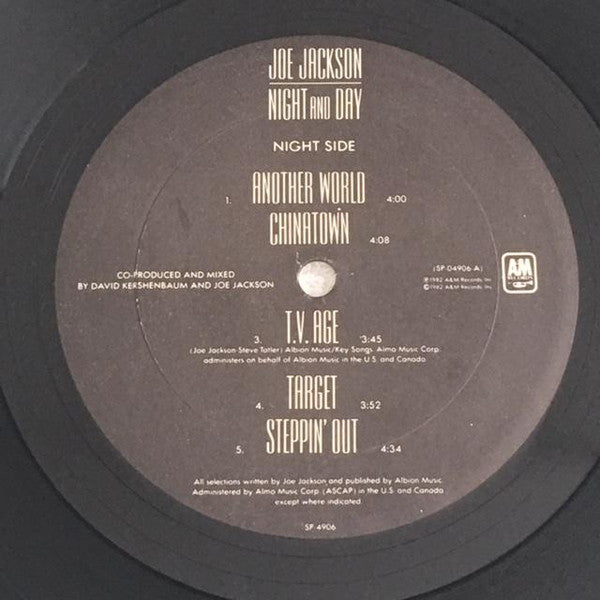 JOE JACKSON
NIGHT AND DAY
NIGHT SIDE
1. ANOTHER WORLD 4:00
CHINATOWN 4:08
CO-PRODUCED AND MIXED
BY DAVID KERSHENBAUM AND JOE JACKSON
(SP-04906-A)
℗1982 A&M Records, Inc.
©1982 A&M Records, Inc.
A&M
RECORDS
3. T.V. AGE 3:45
(Joe Jackson-Steve Tatler) Albion Music/Key Songs. Almo Music Corp.
administers on behalf of Albion Music in the U.S. and Canada.
4. TARGET 3:52
5. STEPPIN' OUT 4:34
All selections written by Joe Jackson and published by Albion Music.
Administered by Almo Music Corp. (ASCAP) in the U.S. and Canada
except where indicated.
SP 4906